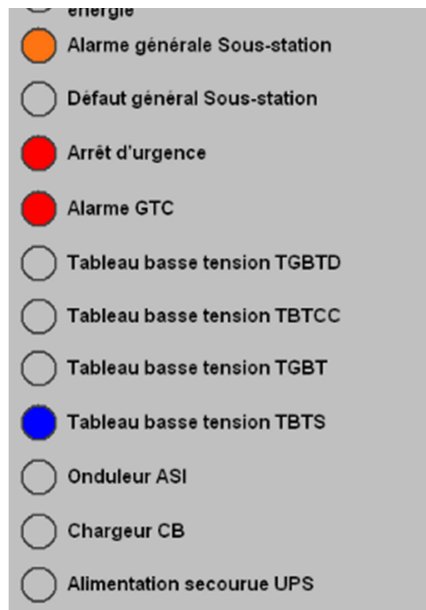 énergie
Alarme générale Sous-station
Défaut général Sous-station
Arrêt d'urgence
Alarme GTC
Tableau basse tension TGBTD
Tableau basse tension TBTCC
Tableau basse tension TGBT
Tableau basse tension TBTS
Onduleur ASI
Chargeur CB
Alimentation secourue UPS